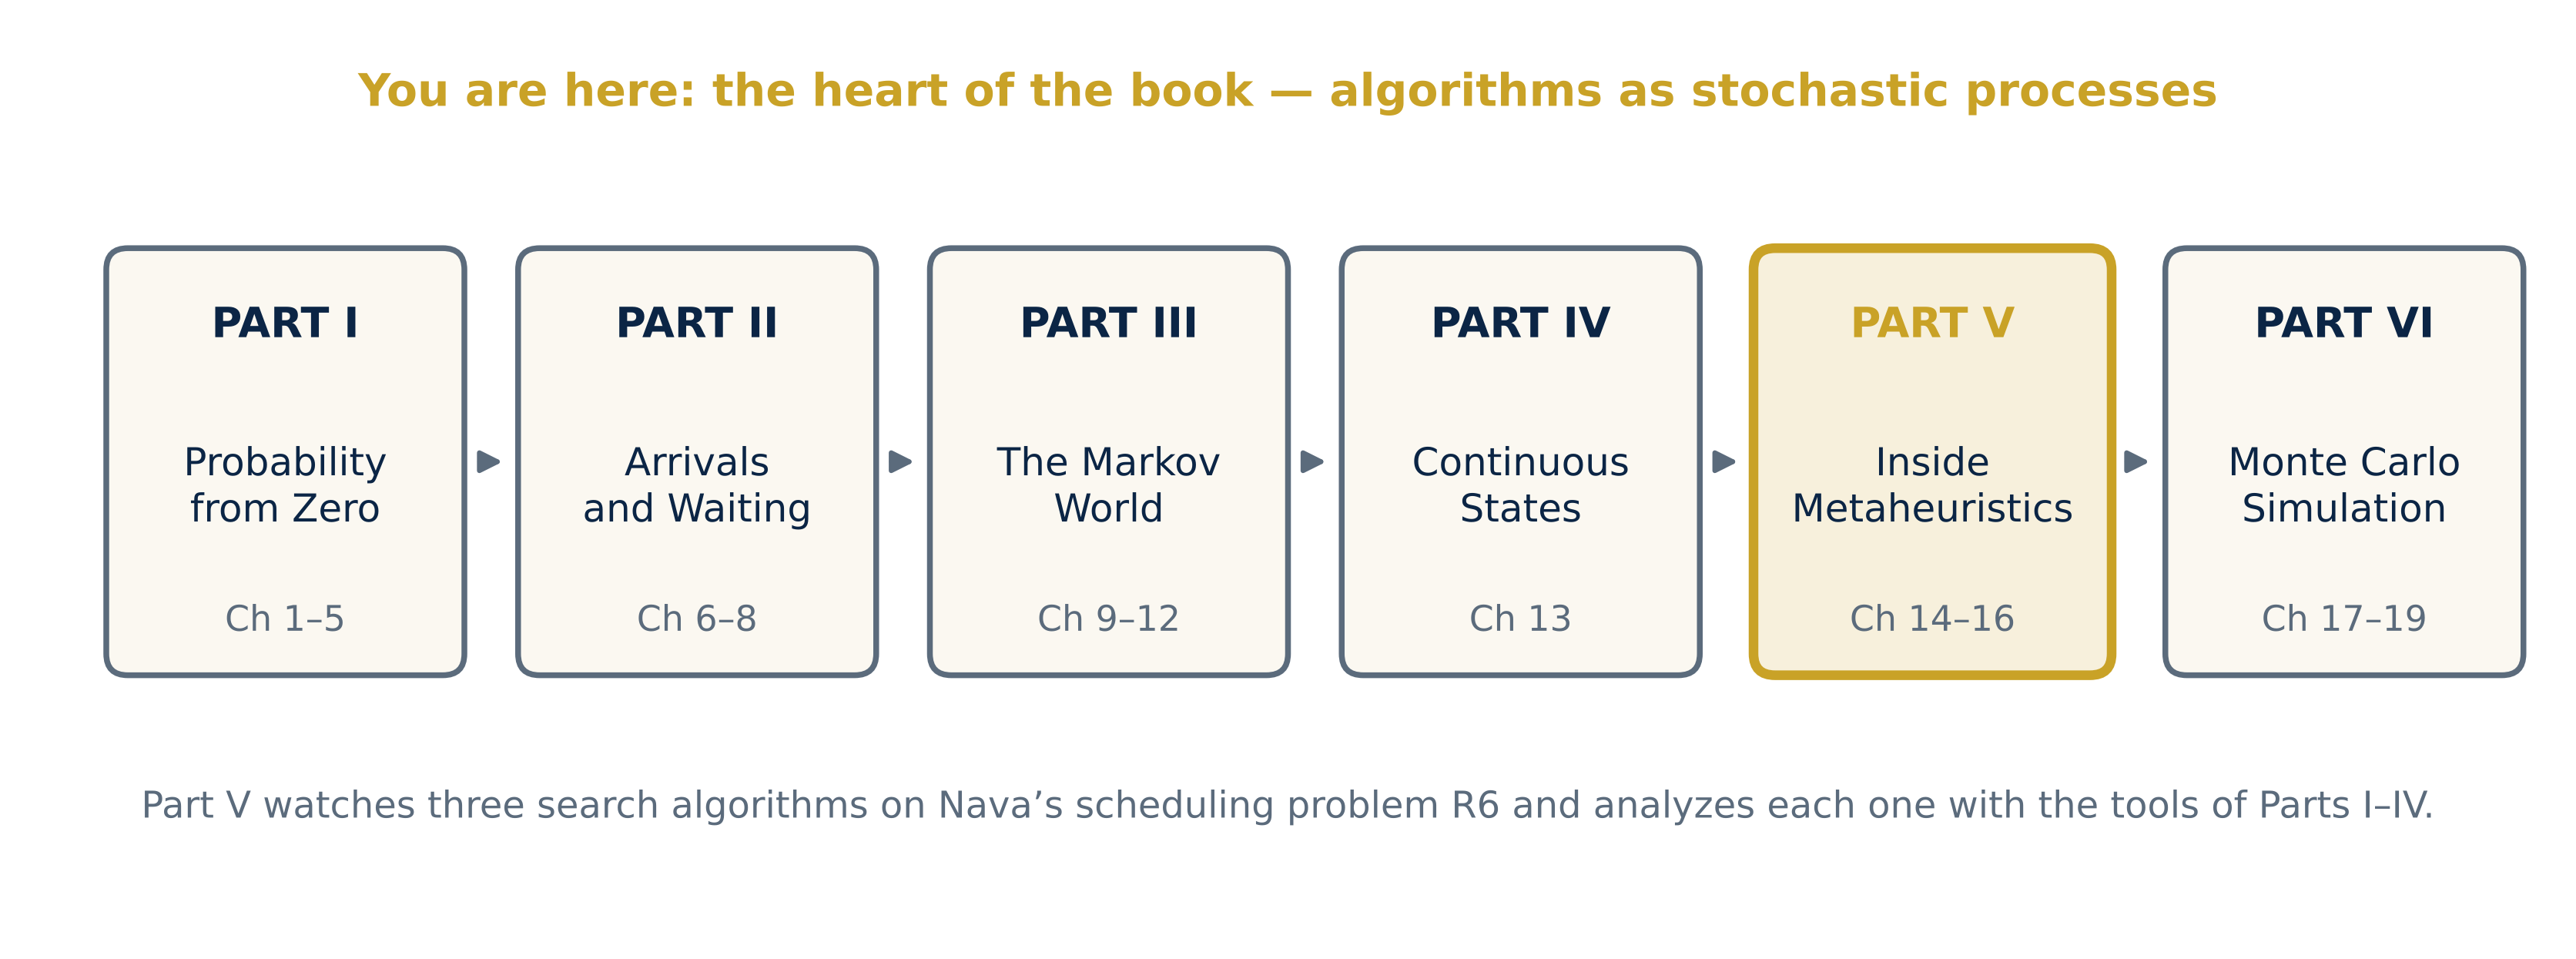 You are here: the heart of the book — algorithms as stochastic processes
PART I
Probability
from Zero
Ch 1–5
PART II
Arrivals
and Waiting
Ch 6–8
PART III
The Markov
World
Ch 9–12
PART IV
Continuous
States
Ch 13
PART V
Inside
Metaheuristics
Ch 14–16
PART VI
Monte Carlo
Simulation
Ch 17–19
Part V watches three search algorithms on Nava’s scheduling problem R6 and analyzes each one with the tools of Parts I–IV.